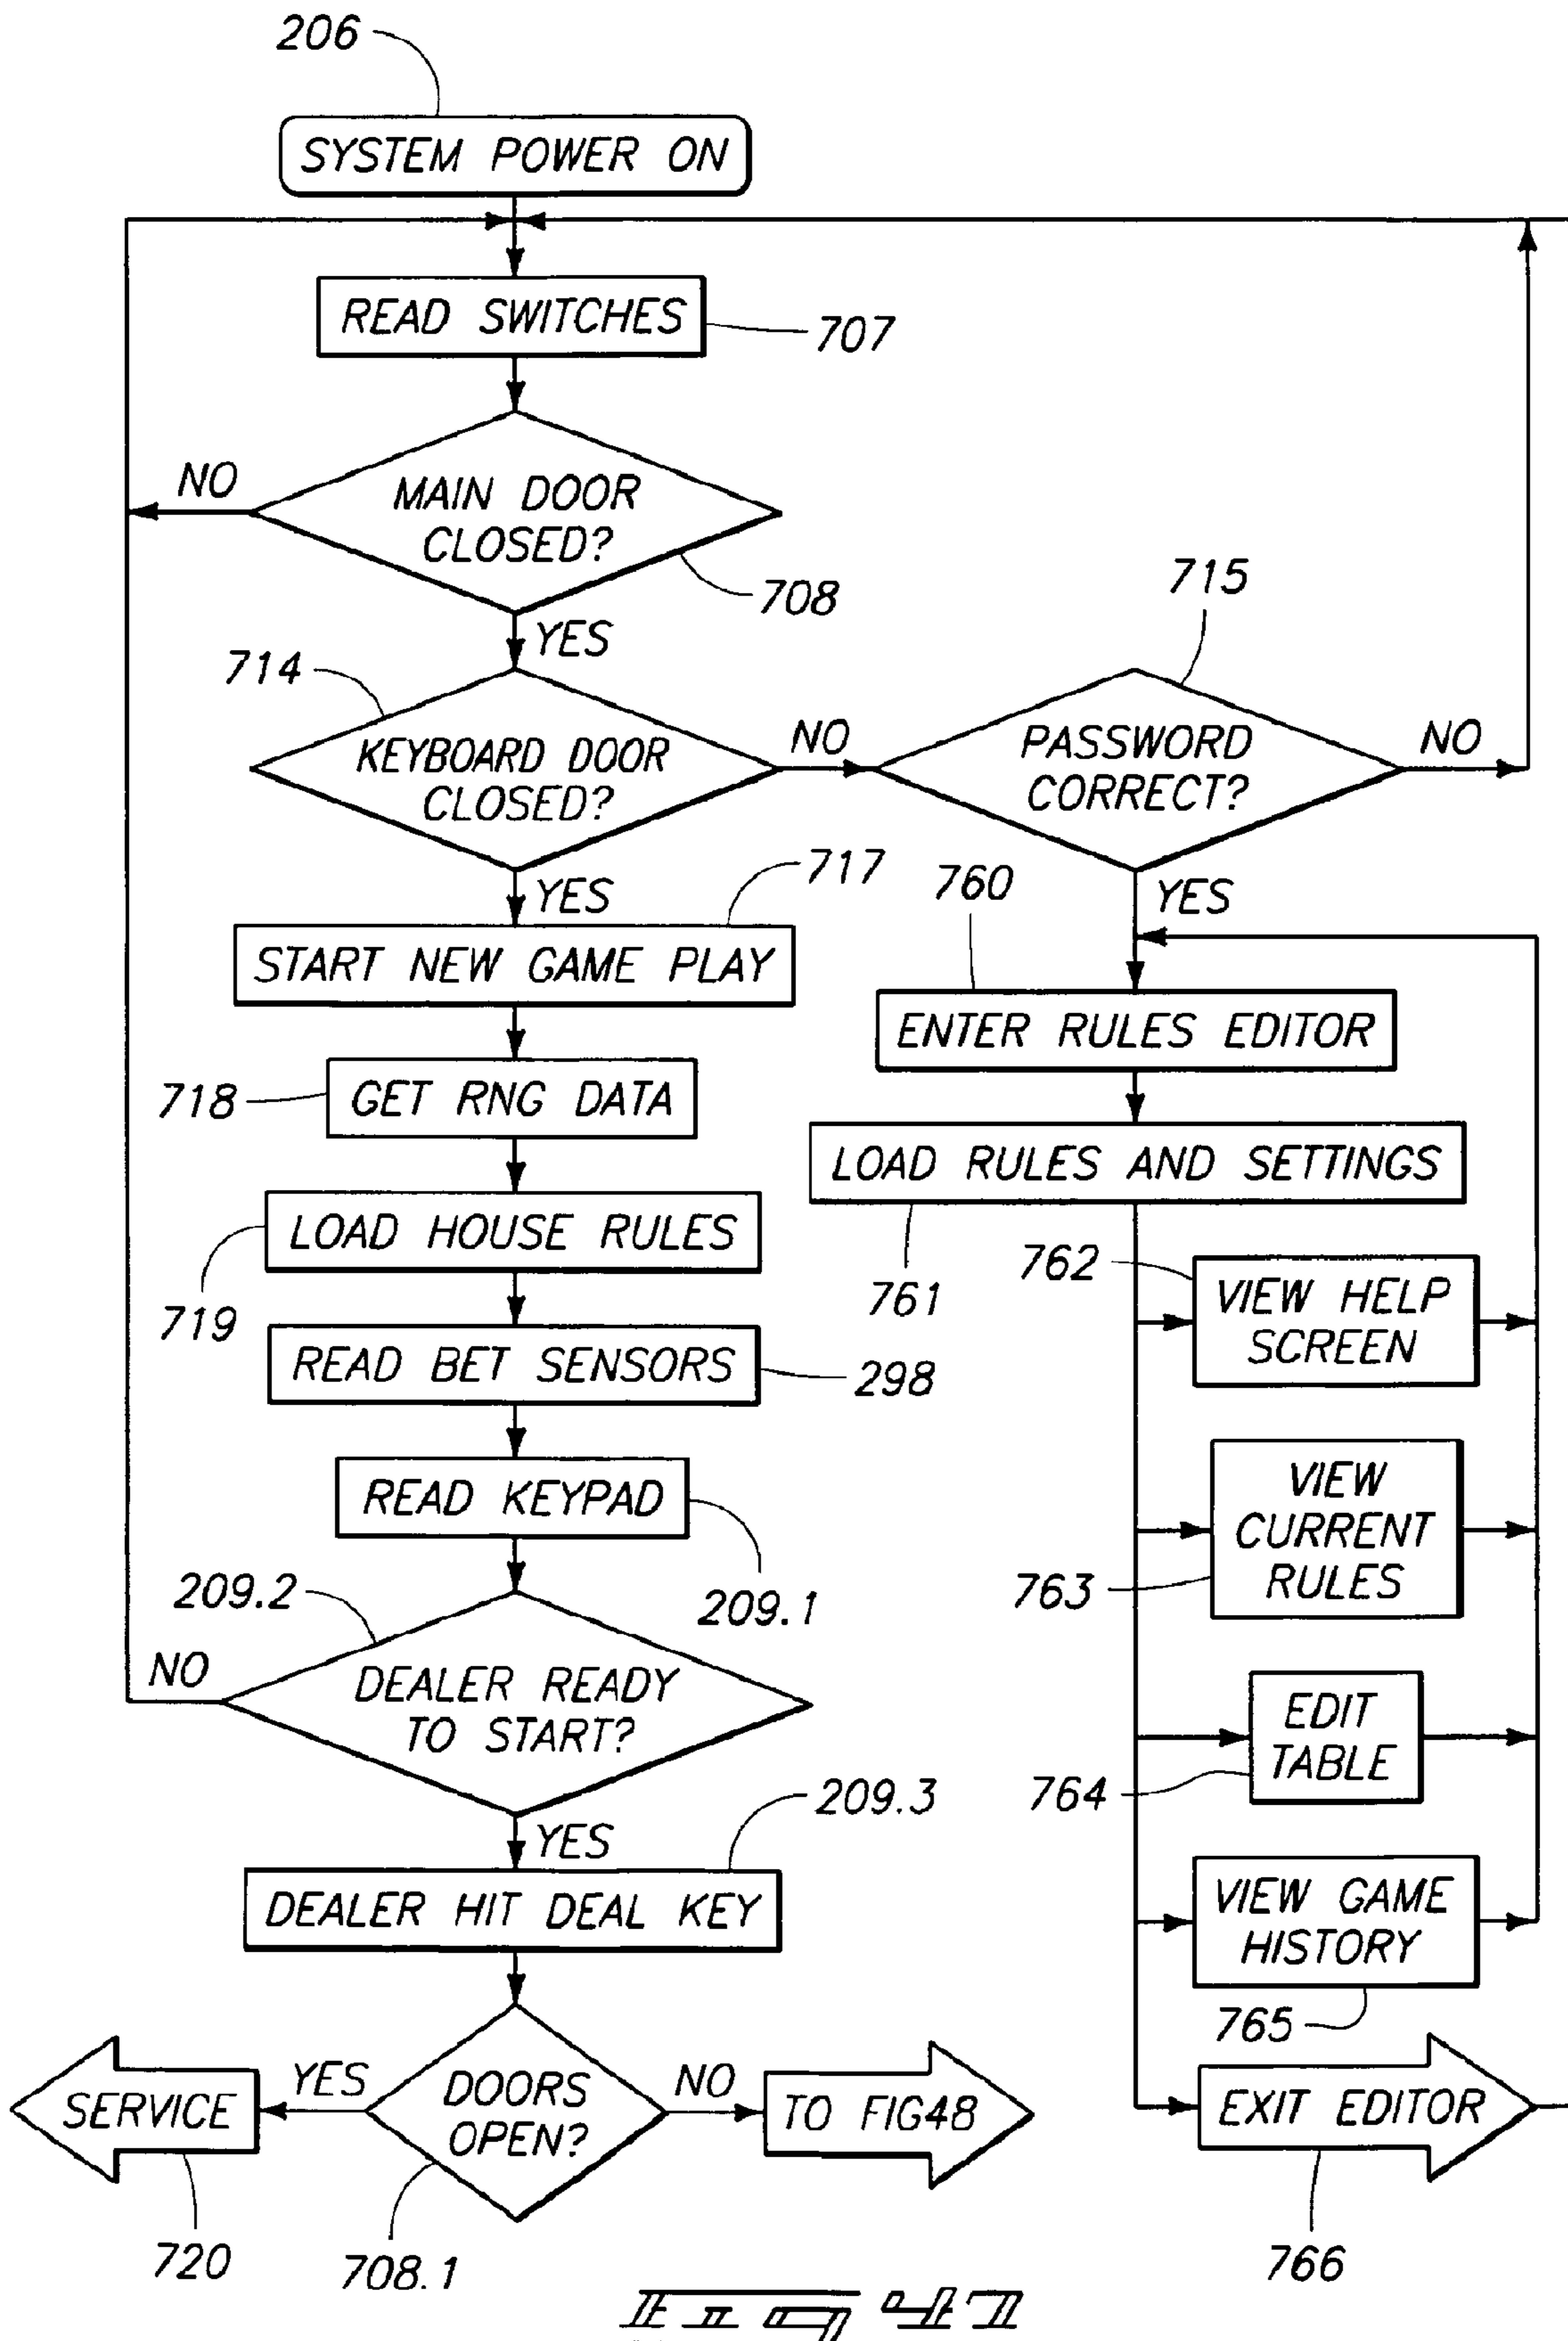 206
SYSTEM POWER ON
READ SWITCHES
707
NO
MAIN DOOR
CLOSED?
708
YES
715
714
KEYBOARD DOOR
CLOSED?
NO
PASSWORD
CORRECT?
NO
YES
717
760
YES
START NEW GAME PLAY
ENTER RULES EDITOR
718
GET RNG DATA
LOAD RULES AND SETTINGS
761
LOAD HOUSE RULES
719
762
VIEW HELP
SCREEN
READ BET SENSORS
298
VIEW
CURRENT
RULES
763
READ KEYPAD
209.1
209.2
NO
DEALER READY
TO START?
EDIT
TABLE
764
YES
209.3
DEALER HIT DEAL KEY
VIEW GAME
HISTORY
765
SERVICE
YES
DOORS
OPEN?
NO
TO FIG48
EXIT EDITOR
720
708.1
766
Fig 47